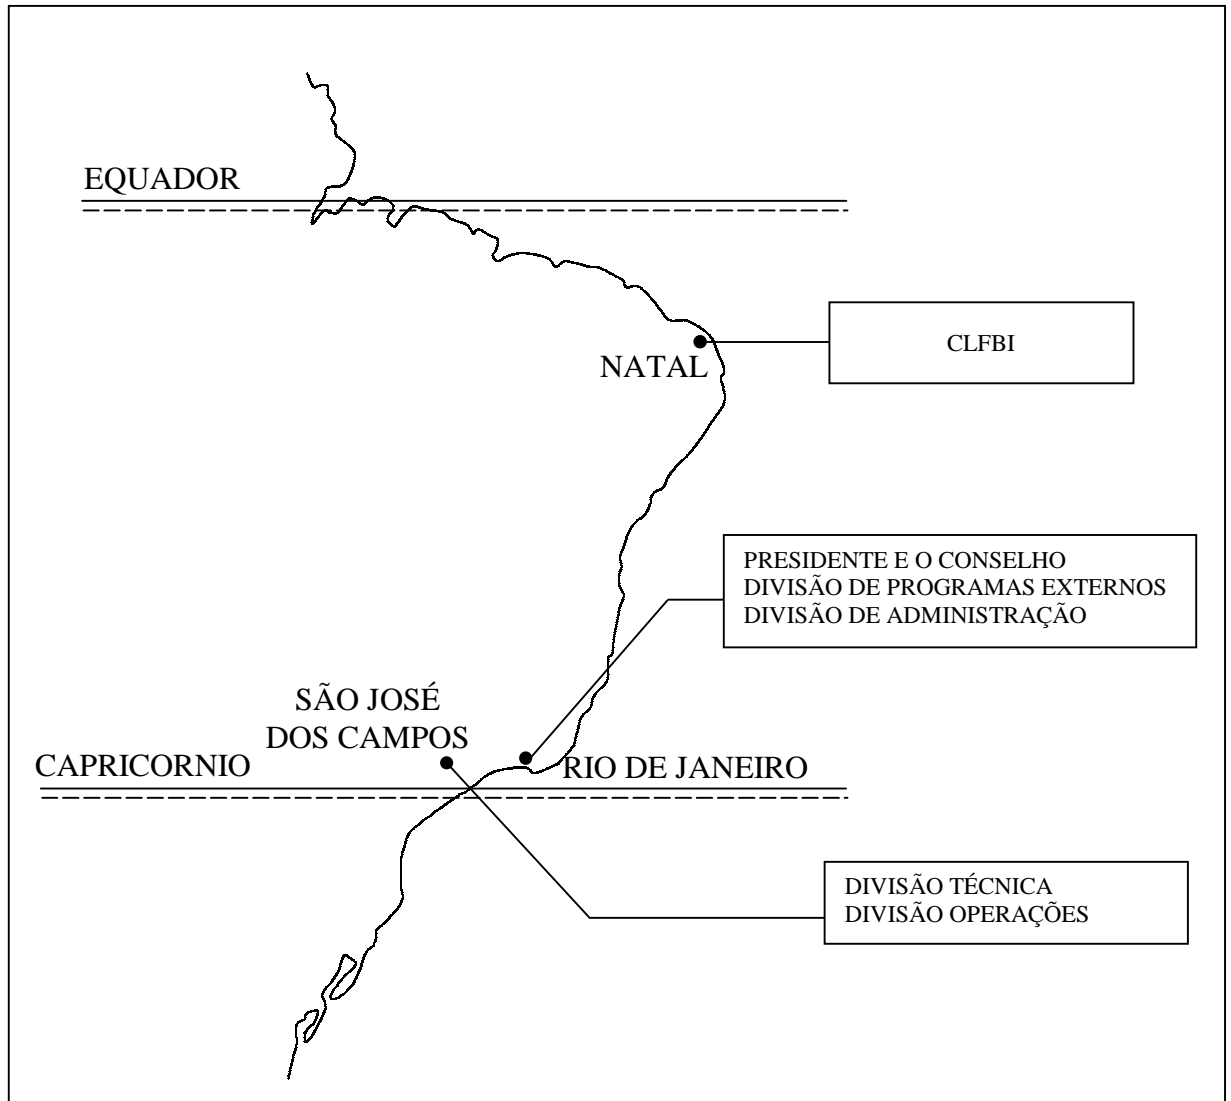 EQUADOR
CLFBI
NATAL
PRESIDENTE E O CONSELHO
DIVISÃO DE PROGRAMAS EXTERNOS
DIVISÃO DE ADMINISTRAÇÃO
SÃO JOSÉ
DOS CAMPOS
CAPRICORNIO
RIO DE JANEIRO
DIVISÃO TÉCNICA
DIVISÃO OPERAÇÕES